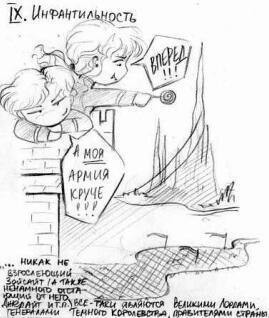 IX. ИНФАНТИЛЬНОСТЬ
ВПЕРЕД
!!!
А МОЯ
АРМИЯ
КРУЧЕ
!!!
... НИКАК НЕ
ВЗРОСЛЕЮЩИЙ
ЗОЙСАЙТ (А ТАКЖЕ
НЕНАМНОГО ОТСТА
ЮЩИЙ ОТ НЕГО
ДЖЕДАЙТ И Т.П.) ВСЕ-ТАКИ ЯВЛЯЮТСЯ ВЕЛИКИМИ ЛОРДАМИ,
ГЕНЕРАЛАМИ ТЕМНОГО КОРОЛЕВСТВА, ПРАВИТЕЛЯМИ СТРАНЫ